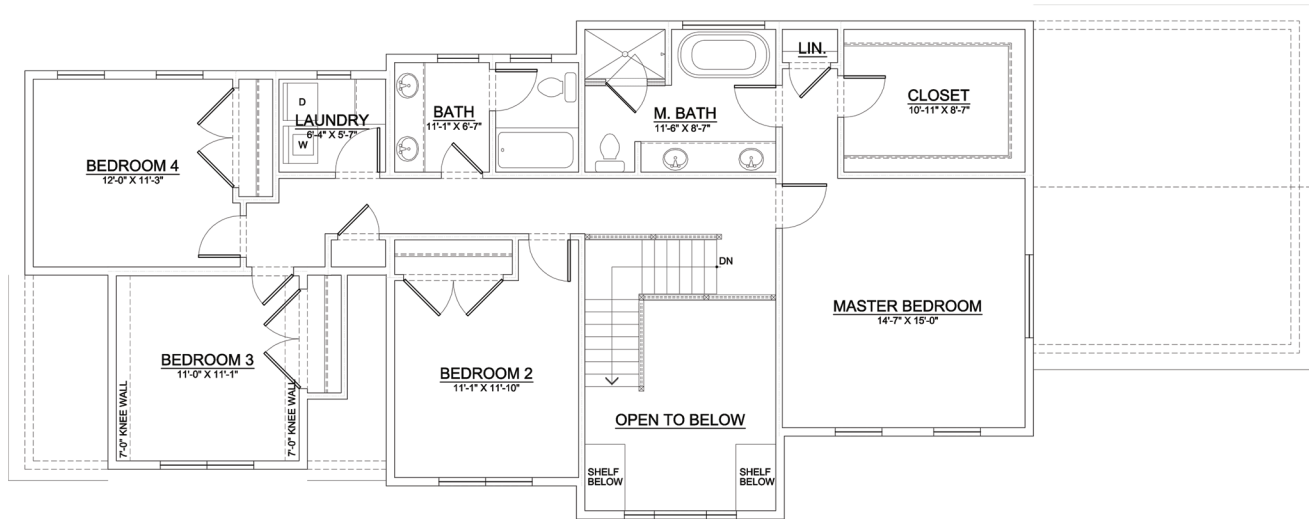 LIN.
D
LAUNDRY
6'-4" X 5'-7"
W
BATH
11'-1" X 6'-7"
M. BATH
11'-6" X 8'-7"
CLOSET
10'-11" X 8'-7"
BEDROOM 4
12'-0" X 11'-3"
DN
MASTER BEDROOM
14'-7" X 15'-0"
BEDROOM 3
11'-0" X 11'-1"
7'-0" KNEE WALL
7'-0" KNEE WALL
BEDROOM 2
11'-1" X 11'-10"
OPEN TO BELOW
SHELF
BELOW
SHELF
BELOW